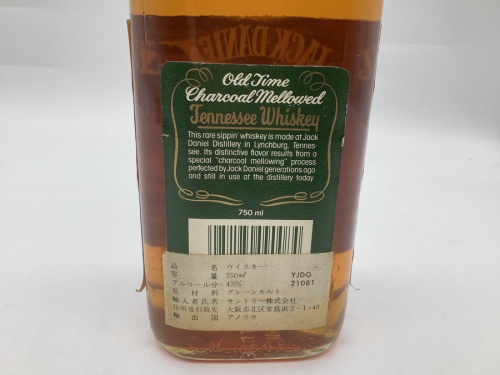 JACK DANIEL
Old Time
Charcoal Mellowed
Tennessee Whiskey
This rare sippin' whiskey is made at Jack
Daniel Distillery in Lynchburg, Tennes-
see. Its distinctive flavor results from a
special "charcoal mellowing" process
perfected by Jack Daniel generations ago
and still in use at the distillery today.
750 ml
品名 ウイスキー
容量 750ml YJDG
アルコール分 43% 21081
原材料 グレーンモルト
輸入者氏名 サントリー株式会社
住所及引取先 大阪市北区堂島浜2-1-40
輸出国 アメリカ